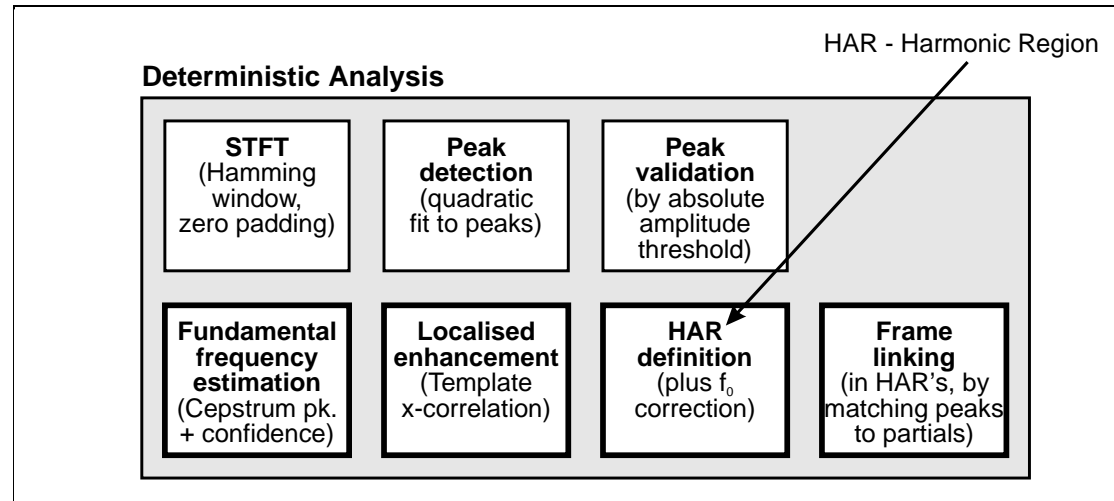 HAR - Harmonic Region
Deterministic Analysis
STFT
(Hamming
window,
zero padding)
Peak
detection
(quadratic
fit to peaks)
Peak
validation
(by absolute
amplitude
threshold)
Fundamental
frequency
estimation
(Cepstrum pk.
+ confidence)
Localised
enhancement
(Template
x-correlation)
HAR
definition
(plus f₀
correction)
Frame
linking
(in HAR's, by
matching peaks
to partials)